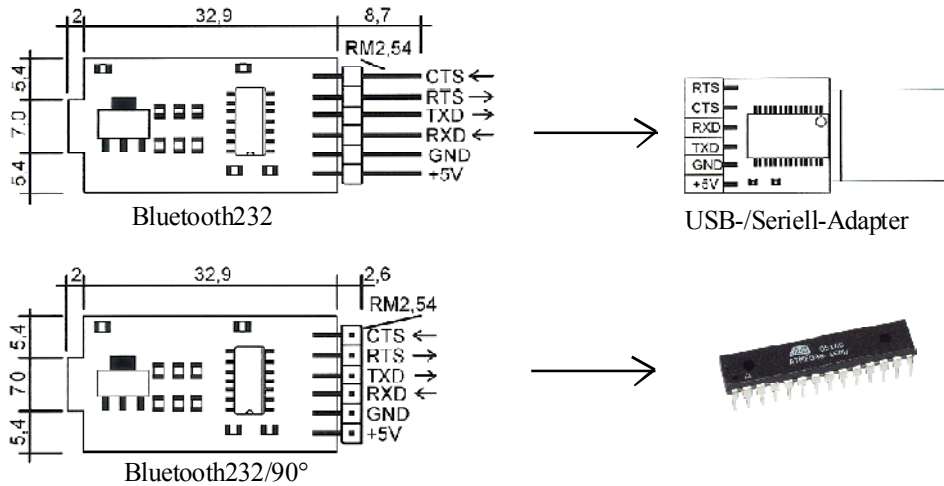 2 32,9 8,7
RM2,54
5,4
7,0
5,4
CTS ←
RTS →
TXD →
RXD ←
GND
+5V
Bluetooth232
RTS
CTS
RXD
TXD
GND
+5V
USB-/Seriell-Adapter
2 32,9 2,6
RM2,54
5,4
7,0
5,4
CTS ←
RTS →
TXD →
RXD ←
GND
+5V
Bluetooth232/90°